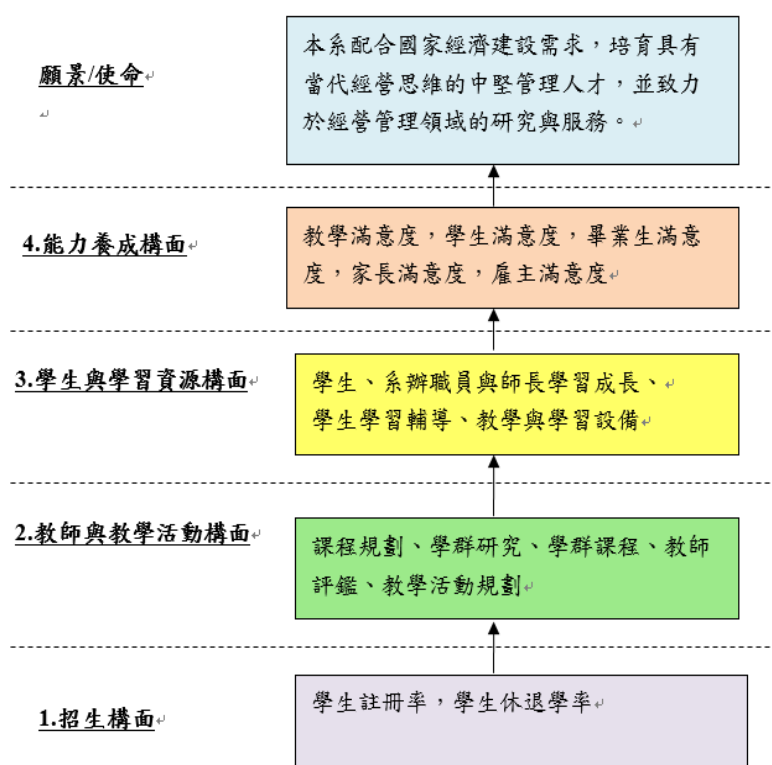 願景/使命
本系配合國家經濟建設需求，培育具有
當代經營思維的中堅管理人才，並致力
於經營管理領域的研究與服務。
4.能力養成構面
教學滿意度，學生滿意度，畢業生滿意
度，家長滿意度，雇主滿意度
3.學生與學習資源構面
學生、系辦職員與師長學習成長、
學生學習輔導、教學與學習設備
2.教師與教學活動構面
課程規劃、學群研究、學群課程、教師
評鑑、教學活動規劃
1.招生構面
學生註冊率，學生休退學率